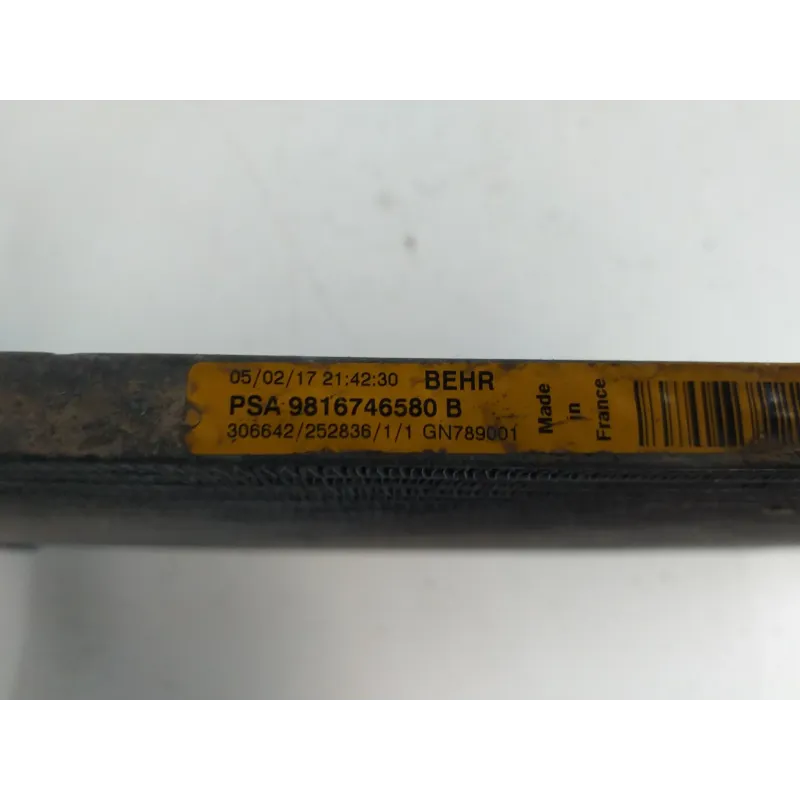 05/02/17 21:42:30 BEHR
PSA 9816746580 B
306642/252836/1/1 GN789001
Made
in
France